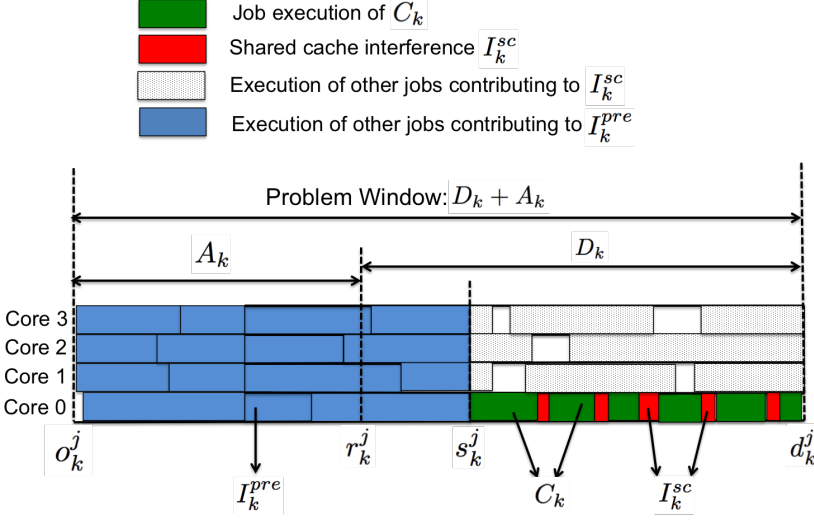 Job execution of C_k
Shared cache interference I_k^{sc}
Execution of other jobs contributing to I_k^{sc}
Execution of other jobs contributing to I_k^{pre}
Problem Window: D_k + A_k
A_k
D_k
Core 3
Core 2
Core 1
Core 0
o_k^j
r_k^j
s_k^j
d_k^j
I_k^{pre}
C_k
I_k^{sc}